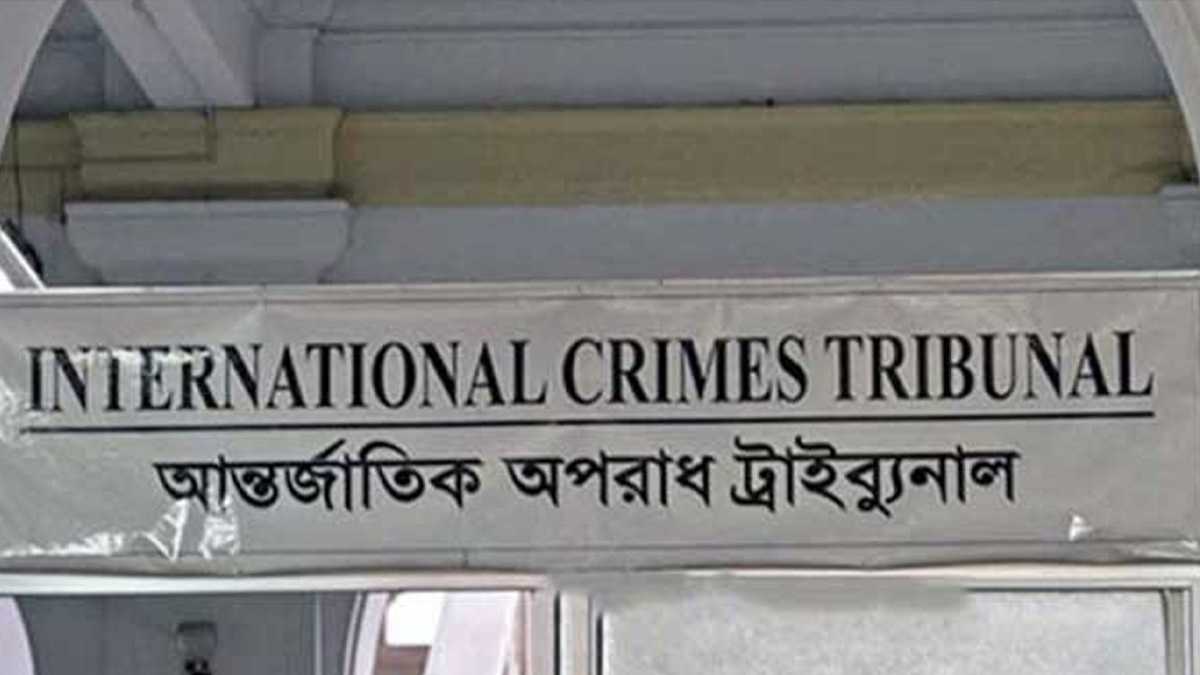 INTERNATIONAL CRIMES TRIBUNAL
আন্তর্জাতিক অপরাধ ট্রাইব্যুনাল